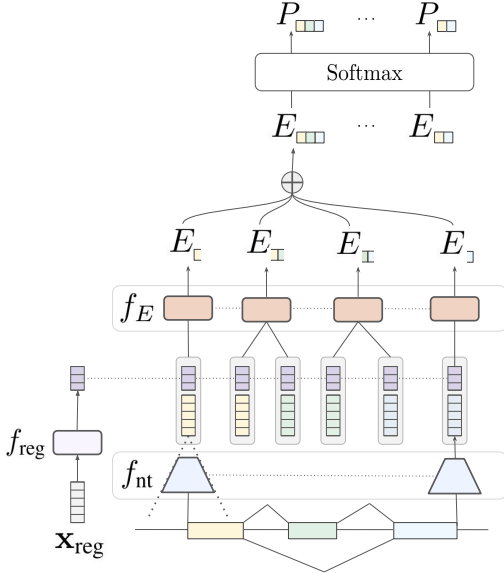 P ... P
Softmax
E ... E
E E E E
f_E
f_reg
f_nt
x_reg